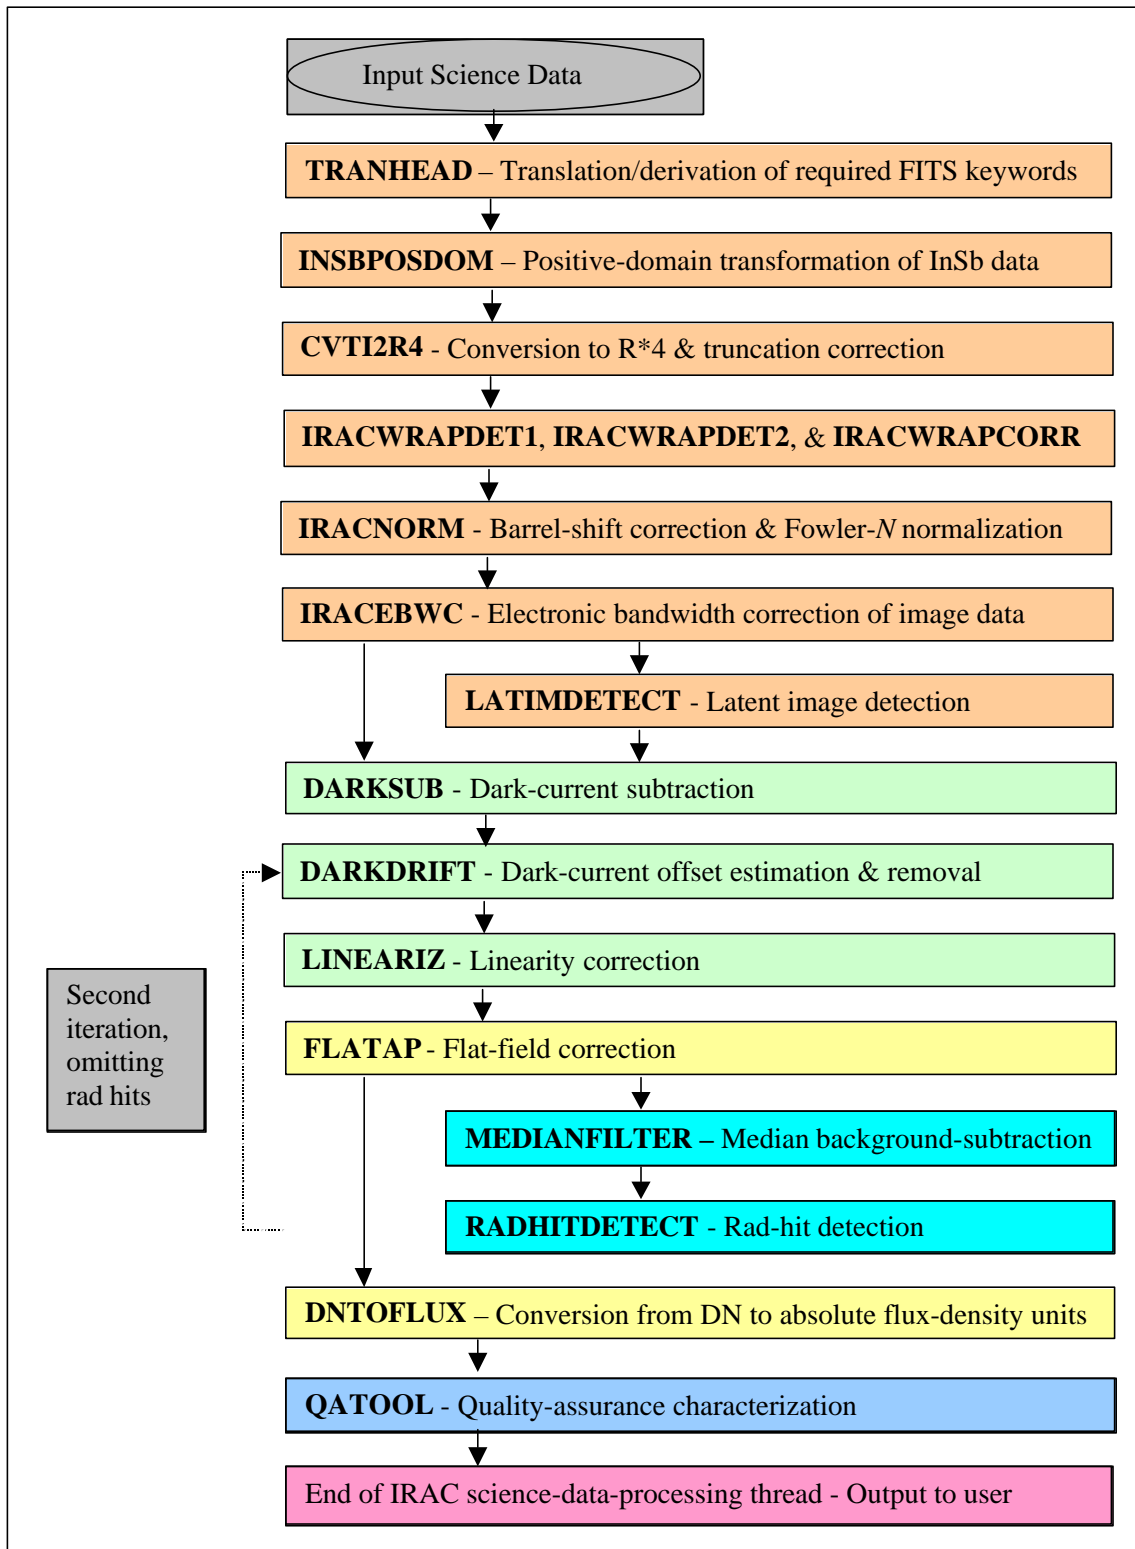 Input Science Data
TRANHEAD – Translation/derivation of required FITS keywords
INSBPOSDOM – Positive-domain transformation of InSb data
CVTI2R4 - Conversion to R*4 & truncation correction
IRACWRAPDET1, IRACWRAPDET2, & IRACWRAPCORR
IRACNORM - Barrel-shift correction & Fowler-N normalization
IRACEBWC - Electronic bandwidth correction of image data
LATIMDETECT - Latent image detection
DARKSUB - Dark-current subtraction
DARKDRIFT - Dark-current offset estimation & removal
LINEARIZ - Linearity correction
Second
iteration,
omitting
rad hits
FLATAP - Flat-field correction
MEDIANFILTER – Median background-subtraction
RADHITDETECT - Rad-hit detection
DNTOFLUX – Conversion from DN to absolute flux-density units
QATOOL - Quality-assurance characterization
End of IRAC science-data-processing thread - Output to user